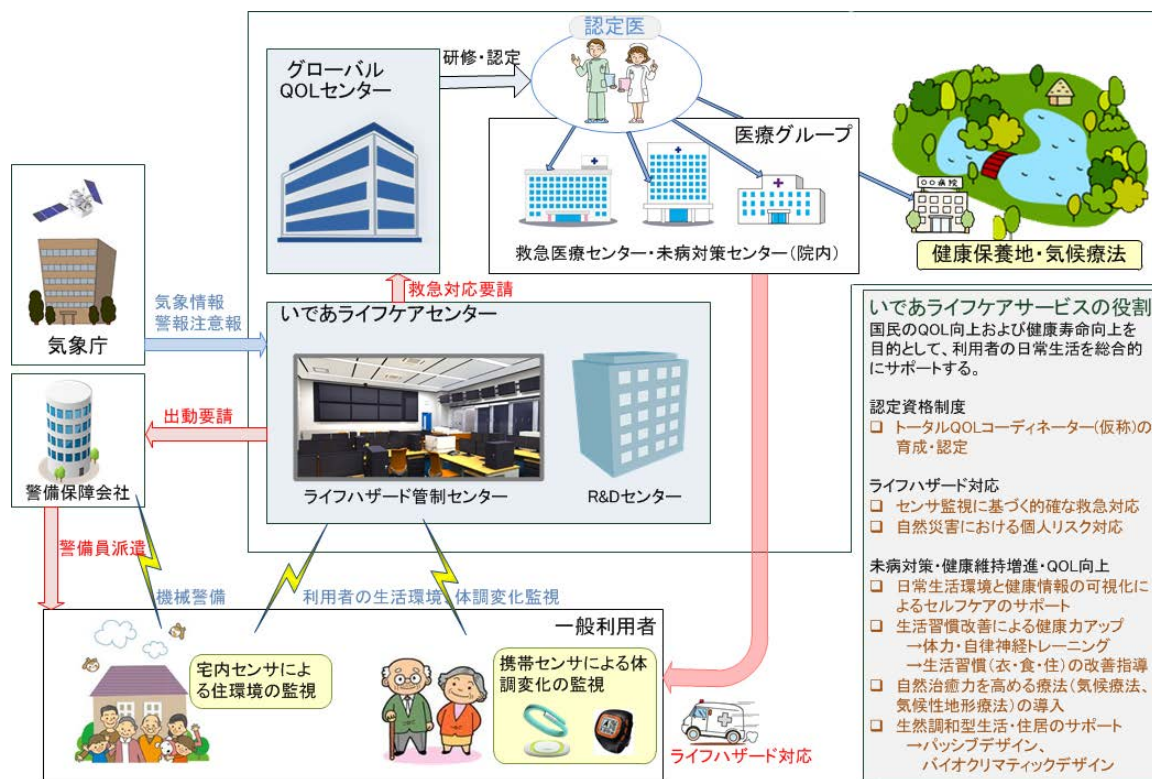 認定医
グローバル
QOLセンター
研修・認定
医療グループ
救急医療センター・未病対策センター(院内)
○○病院
健康保養地・気候療法
気象庁
気象情報
警報注意報
救急対応要請
いであライフケアセンター
ライフハザード管制センター
R&Dセンター
出動要請
警備保障会社
警備員派遣
機械警備
利用者の生活環境、体調変化監視
一般利用者
宅内センサによ
る住環境の監視
携帯センサによる体
調変化の監視
ライフハザード対応
いであライフケアサービスの役割
国民のQOL向上および健康寿命向上を
目的として、利用者の日常生活を総合的
にサポートする。
認定資格制度
□ トータルQOLコーディネーター(仮称)の
育成・認定
ライフハザード対応
□ センサ監視に基づく的確な救急対応
□ 自然災害における個人リスク対応
未病対策・健康維持増進・QOL向上
□ 日常生活環境と健康情報の可視化に
よるセルフケアのサポート
□ 生活習慣改善による健康力アップ
→体力・自律神経トレーニング
→生活習慣(衣・食・住)の改善指導
□ 自然治癒力を高める療法(気候療法、
気候性地形療法)の導入
□ 生然調和型生活・住居のサポート
→パッシブデザイン、
バイオクリマティックデザイン